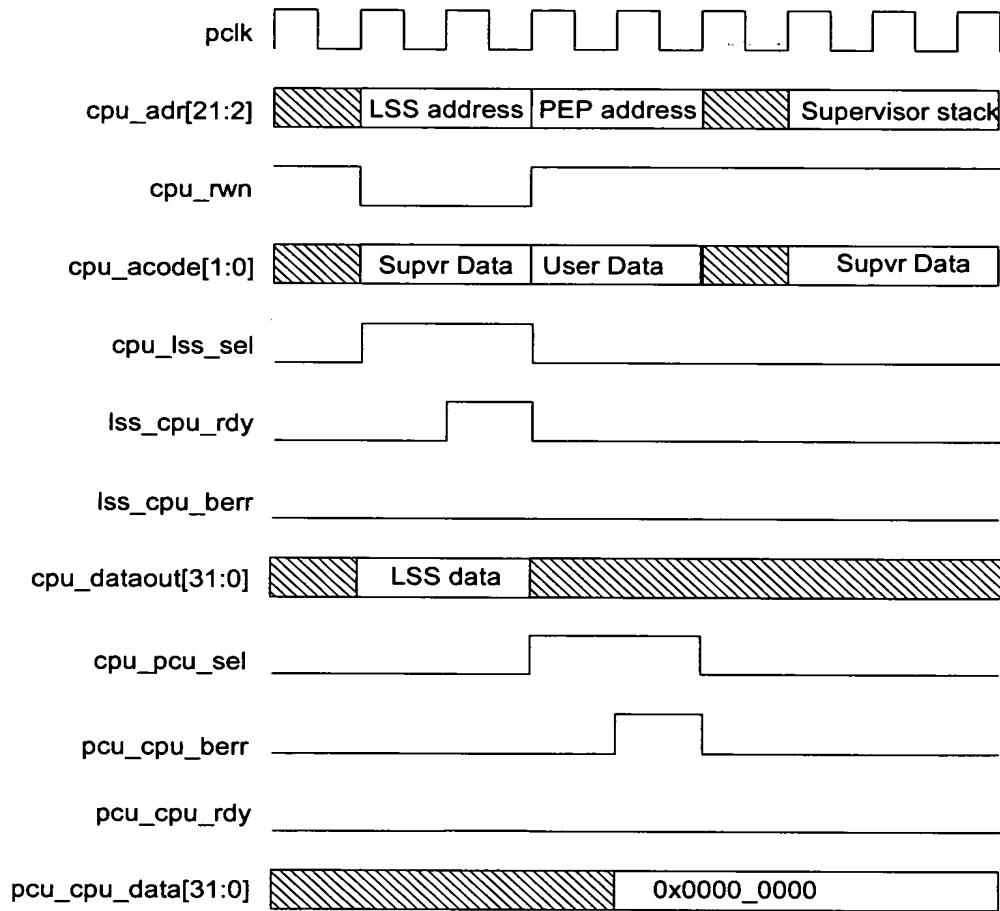 pclk
cpu_adr[21:2] LSS address PEP address Supervisor stack
cpu_rwn
cpu_acode[1:0] Supvr Data User Data Supvr Data
cpu_lss_sel
lss_cpu_rdy
lss_cpu_berr
cpu_dataout[31:0] LSS data
cpu_pcu_sel
pcu_cpu_berr
pcu_cpu_rdy
pcu_cpu_data[31:0] 0x0000_0000